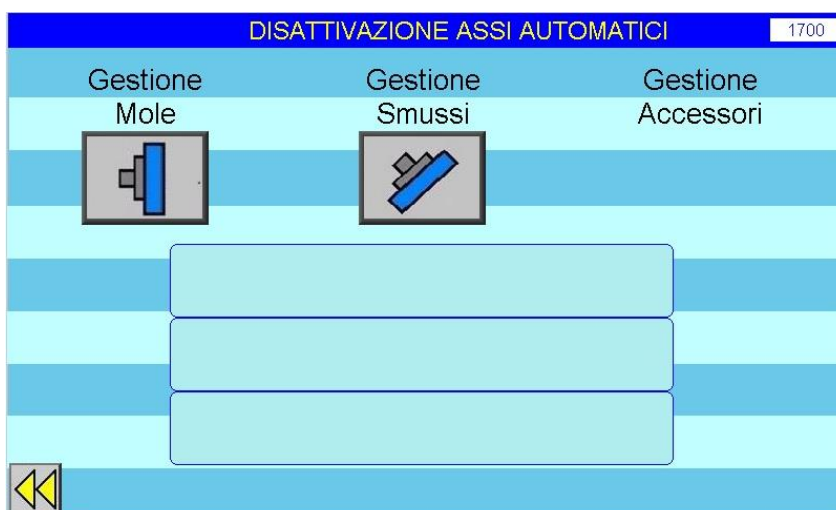 DISATTIVAZIONE ASSI AUTOMATICI
1700
Gestione
Mole
Gestione
Smussi
Gestione
Accessori